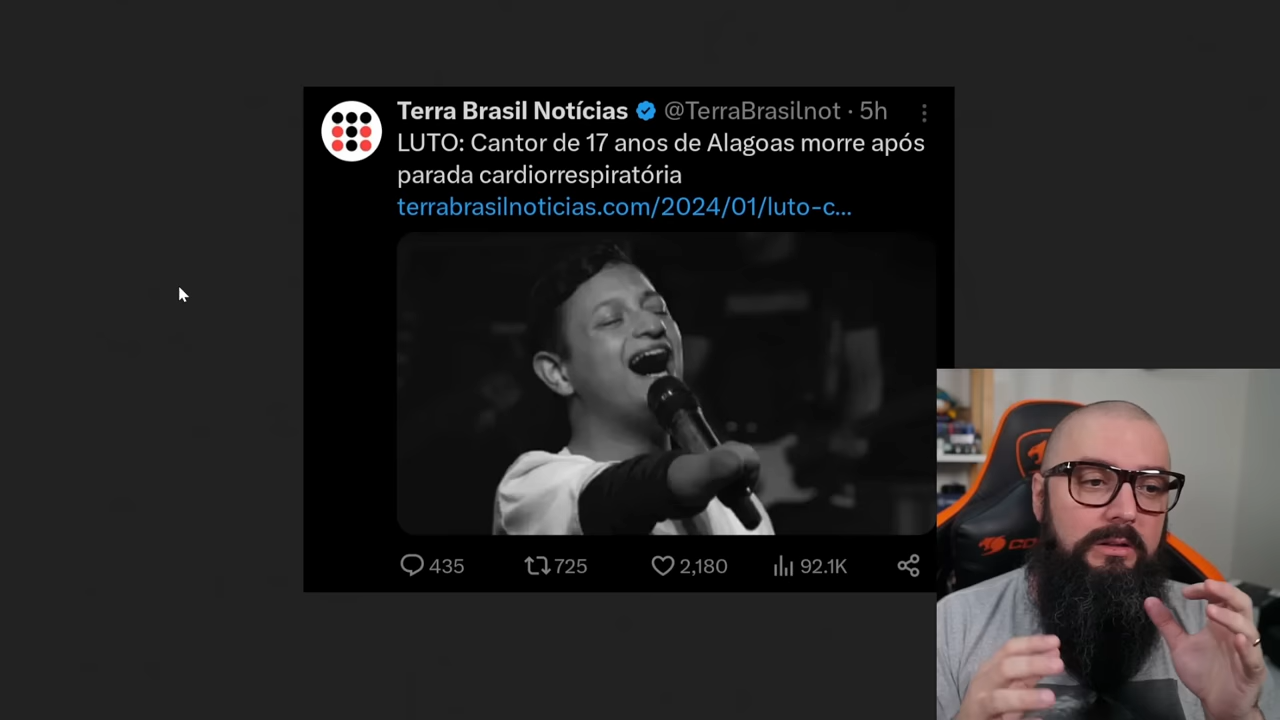 Terra Brasil Notícias @TerraBrasilnot · 5h
LUTO: Cantor de 17 anos de Alagoas morre após
parada cardiorrespiratória
terrabrasilnoticias.com/2024/01/luto-c...
435 725 2,180 92.1K